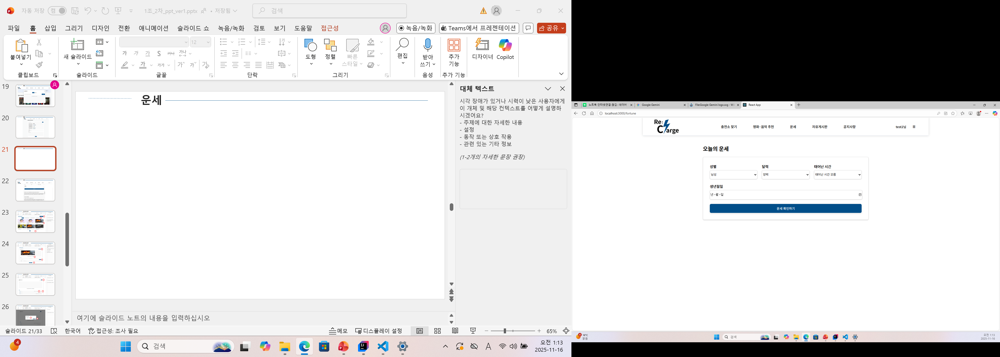 자동 저장 켬 1조_2차_ppt_ver1.pptx • 저장됨 검색
파일 홈 삽입 그리기 디자인 전환 애니메이션 슬라이드 쇼 녹음/녹화 검토 보기 도움말 접근성 녹음/녹화 Teams에서 프레젠테이션 공유
붙여넣기 새 슬라이드 12 도형 정렬 빠른 스타일 편집 받아 쓰기 추가 기능 디자이너 Copilot
클립보드 슬라이드 글꼴 단락 그리기 음성 추가 기능
19
20
21
22
23
24
25
26
운세
대체 텍스트
시각 장애가 있거나 시력이 낮은 사용자에게
이 개체 및 해당 컨텍스트를 어떻게 설명하
시겠어요?
- 주제에 대한 자세한 내용
- 설정
- 동작 또는 상호 작용
- 관련 있는 기타 정보
(1-2개의 자세한 문장 권장)
여기에 슬라이드 노트의 내용을 입력하십시오
슬라이드 21/33 한국어 접근성: 조사 필요 메모 디스플레이 설정 65%
4 검색 오전 1:13
2025-11-16
노트북 인터넷연결 끊김 : 네이버 Google Gemini File:Google Gemini logo.svg - Wi React App
localhost:3000/fortune
Re:
C arge
충전소 찾기 영화·음악 추천 운세 자유게시판 공지사항 test2님
오늘의 운세
성별 달력 태어난 시간
남성 양력 태어난 시간 모름
생년월일
년-월-일
운세 확인하기
4 16°C
맑음
검색
오전 1:13
2025-11-16